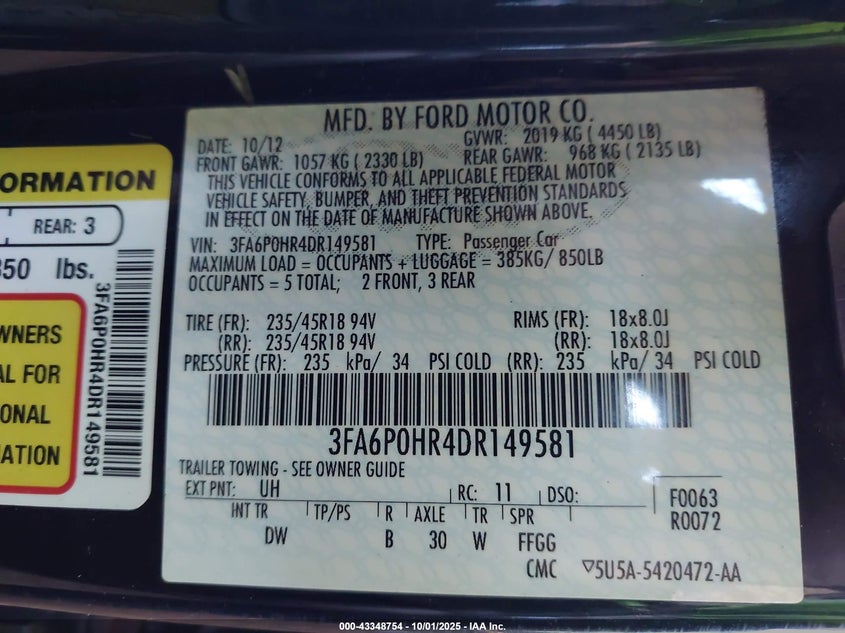 MFD. BY FORD MOTOR CO.
DATE: 10/12 GVWR: 2019 KG ( 4450 LB)
FRONT GAWR: 1057 KG ( 2330 LB) REAR GAWR: 968 KG ( 2135 LB)
THIS VEHICLE CONFORMS TO ALL APPLICABLE FEDERAL MOTOR
VEHICLE SAFETY, BUMPER, AND THEFT PREVENTION STANDARDS
IN EFFECT ON THE DATE OF MANUFACTURE SHOWN ABOVE.
VIN: 3FA6P0HR4DR149581 TYPE: Passenger Car
MAXIMUM LOAD = OCCUPANTS + LUGGAGE = 385KG/ 850LB
OCCUPANTS = 5 TOTAL; 2 FRONT, 3 REAR
TIRE (FR): 235/45R18 94V RIMS (FR): 18x8.0J
(RR): 235/45R18 94V (RR): 18x8.0J
PRESSURE (FR): 235 kPa/ 34 PSI COLD (RR): 235 kPa/ 34 PSI COLD
3FA6P0HR4DR149581
TRAILER TOWING - SEE OWNER GUIDE
EXT PNT: UH RC: 11 DSO: F0063
INT TR TP/PS R AXLE TR SPR R0072
DW B 30 W FFGG
CMC ▽5U5A-5420472-AA
ORMATION
REAR: 3
850 lbs.
WNERS
AL FOR
IONAL
MATION
3FA6P0HR4DR149581
000-43348754 - 10/01/2025 - IAA Inc.